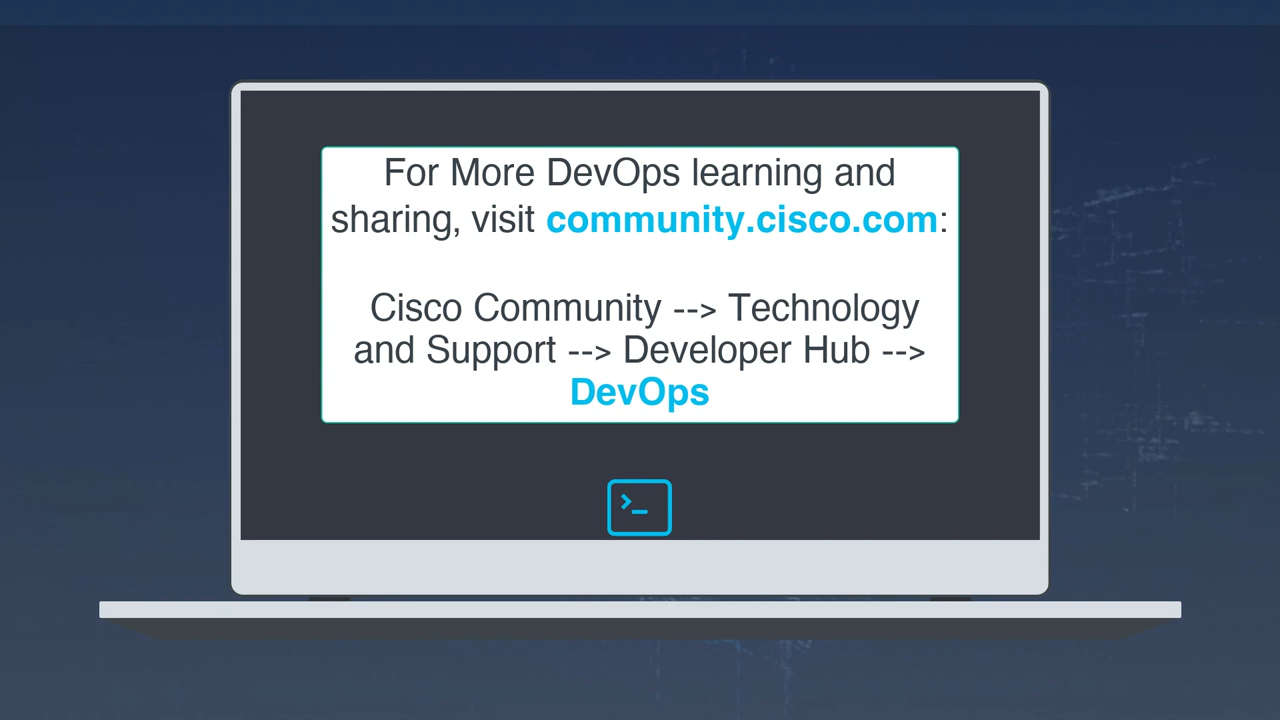 For More DevOps learning and
sharing, visit community.cisco.com:
Cisco Community --> Technology
and Support --> Developer Hub -->
DevOps
>_